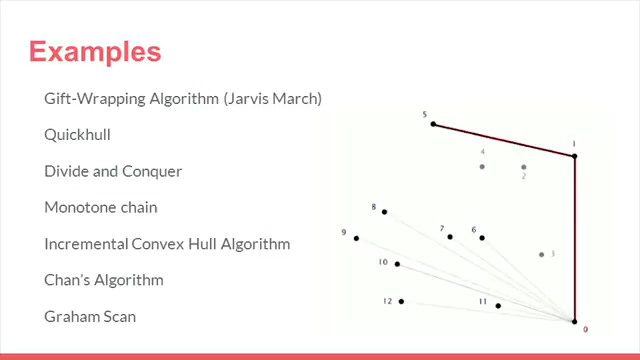 Examples
Gift-Wrapping Algorithm (Jarvis March)
Quickhull
Divide and Conquer
Monotone chain
Incremental Convex Hull Algorithm
Chan's Algorithm
Graham Scan
5
1
4
2
8
9
7
6
3
10
12
11
0